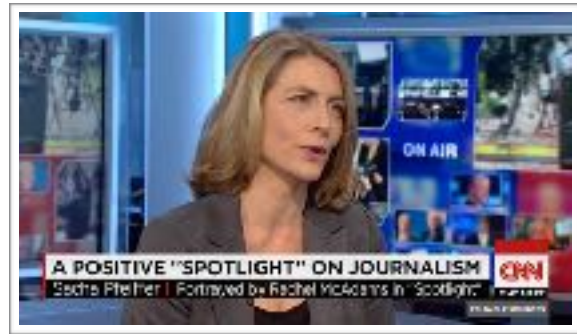 ON AIR
A POSITIVE "SPOTLIGHT" ON JOURNALISM
CNN
Sacha Pfeiffer | Portrayed by Rachel McAdams in "Spotlight"